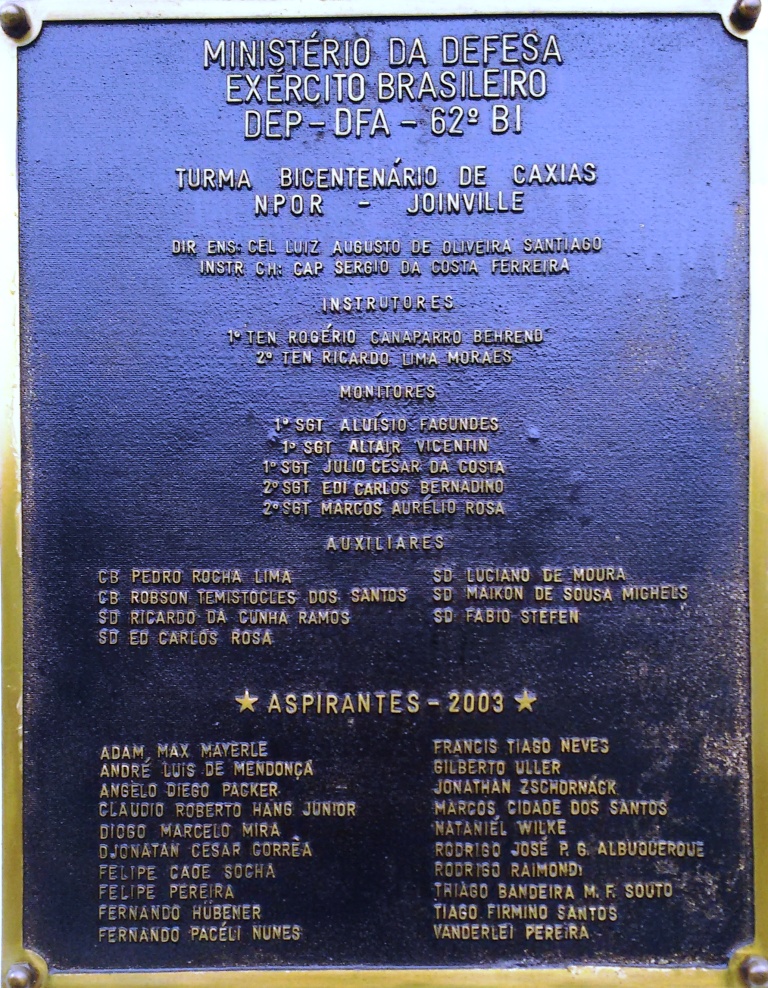 MINISTÉRIO DA DEFESA
EXÉRCITO BRASILEIRO
DEP - DFA - 62º BI
TURMA BICENTENÁRIO DE CAXIAS
NPOR - JOINVILLE
DIR ENS: CEL LUIZ AUGUSTO DE OLIVEIRA SANTIAGO
INSTR CH: CAP SERGIO DA COSTA FERREIRA
INSTRUTORES
1º TEN ROGÉRIO CANAPARRO BEHREND
2º TEN RICARDO LIMA MORAES
MONITORES
1º SGT ALUÍSIO FAGUNDES
1º SGT ALTAIR VICENTIN
1º SGT JULIO CÉSAR DA COSTA
2º SGT EDI CARLOS BERNADINO
2º SGT MARCOS AURÉLIO ROSA
AUXILIARES
CB PEDRO ROCHA LIMA
CB ROBSON TEMISTOCLES DOS SANTOS
SD RICARDO DA CUNHA RAMOS
SD ED CARLOS ROSA
SD LUCIANO DE MOURA
SD MAIKON DE SOUSA MICHELS
SD FABIO STEFEN
★ ASPIRANTES - 2003 ★
ADAM MAX MAYERLE
ANDRÉ LUIS DE MENDONÇA
ANGELO DIEGO PACKER
CLAUDIO ROBERTO HANG JUNIOR
DIOGO MARCELO MIRA
DJONATAN CESAR CORRÊA
FELIPE CAOE SOCHA
FELIPE PEREIRA
FERNANDO HÜBENER
FERNANDO PACÉLI NUNES
FRANCIS TIAGO NEVES
GILBERTO ULLER
JONATHAN ZSCHORNACK
MARCOS CIDADE DOS SANTOS
NATANIÉL WILKE
RODRIGO JOSÉ P. G. ALBUQUERQUE
RODRIGO RAIMONDI
THIAGO BANDEIRA M. F. SOUTO
TIAGO FIRMINO SANTOS
VANDERLEI PEREIRA